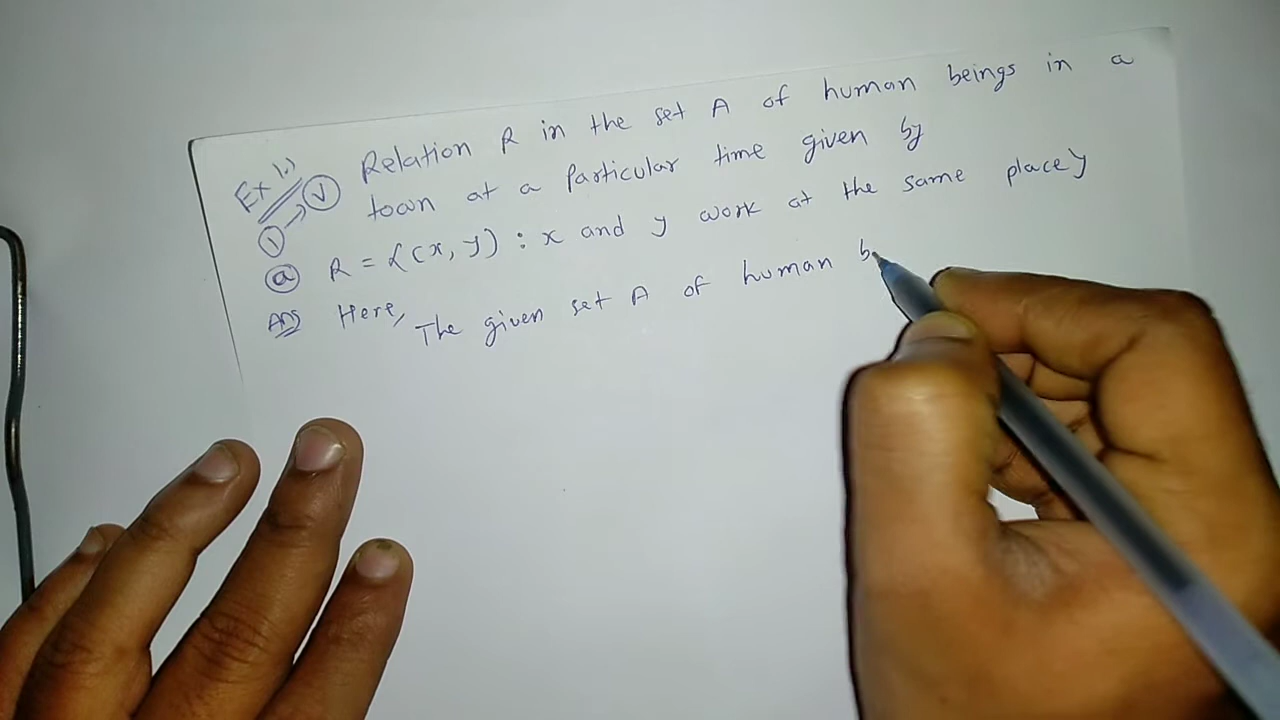 Ex 1.1
① → ⓥ Relation R in the set A of human beings in a
town at a particular time given by
ⓐ R = {(x, y) : x and y work at the same place}
Ans Here, The given set A of human b